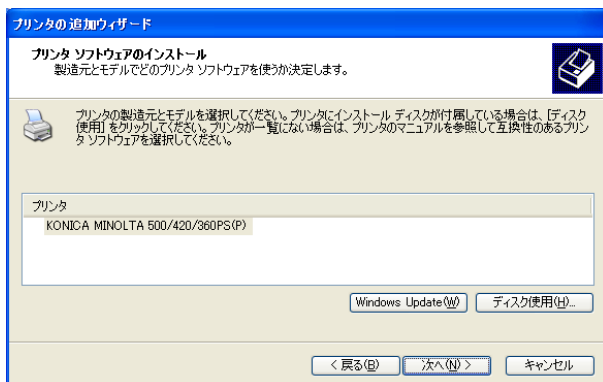 プリンタの追加ウィザード
プリンタ ソフトウェアのインストール
製造元とモデルでどのプリンタ ソフトウェアを使うか決定します。
プリンタの製造元とモデルを選択してください。プリンタにインストール ディスクが付属している場合は、[ディスク
使用] をクリックしてください。プリンタが一覧にない場合は、プリンタのマニュアルを参照して互換性のあるプリン
タ ソフトウェアを選択してください。
プリンタ
KONICA MINOLTA 500/420/360PS(P)
Windows Update(W)
ディスク使用(H)...
< 戻る(B)
次へ(N) >
キャンセル